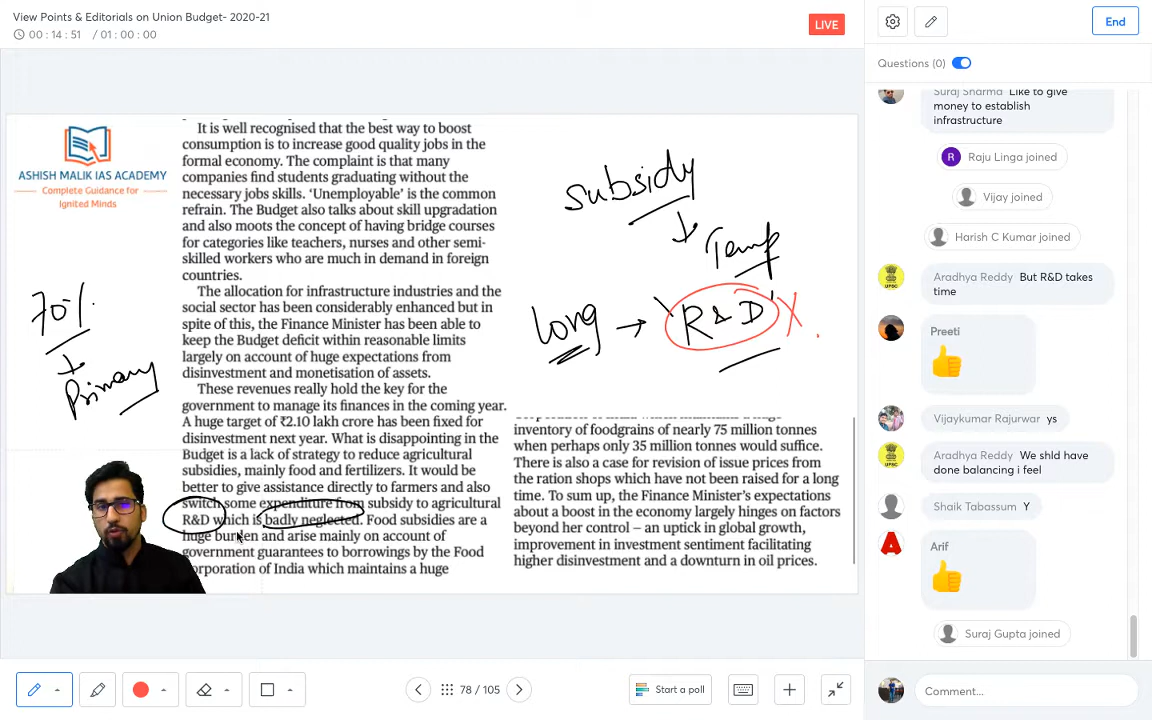 View Points & Editorials on Union Budget- 2020-21
00 : 14 : 51 / 01 : 00 : 00
LIVE
End
Questions (0)
ASHISH MALIK IAS ACADEMY
Complete Guidance for
Ignited Minds
70%.
Primary
It is well recognised that the best way to boost
consumption is to increase good quality jobs in the
formal economy. The complaint is that many
companies find students graduating without the
necessary jobs skills. ‘Unemployable’ is the common
refrain. The Budget also talks about skill upgradation
and also moots the concept of having bridge courses
for categories like teachers, nurses and other semi-
skilled workers who are much in demand in foreign
countries.
The allocation for infrastructure industries and the
social sector has been considerably enhanced but in
spite of this, the Finance Minister has been able to
keep the Budget deficit within reasonable limits
largely on account of huge expectations from
disinvestment and monetisation of assets.
These revenues really hold the key for the
government to manage its finances in the coming year.
A huge target of ₹2.10 lakh crore has been fixed for
disinvestment next year. What is disappointing in the
Budget is a lack of strategy to reduce agricultural
subsidies, mainly food and fertilizers. It would be
better to give assistance directly to farmers and also
switch some expenditure from subsidy to agricultural
R&D which is badly neglected. Food subsidies are a
huge burden and arise mainly on account of
government guarantees to borrowings by the Food
Corporation of India which maintains a huge
subsidy
Temp
long → 'R & D' X.
inventory of foodgrains of nearly 75 million tonnes
when perhaps only 35 million tonnes would suffice.
There is also a case for revision of issue prices from
the ration shops which have not been raised for a long
time. To sum up, the Finance Minister’s expectations
about a boost in the economy largely hinges on factors
beyond her control – an uptick in global growth,
improvement in investment sentiment facilitating
higher disinvestment and a downturn in oil prices.
Suraj Sharma Like to give
money to establish
infrastructure
R Raju Linga joined
Vijay joined
Harish C Kumar joined
Aradhya Reddy But R&D takes
time
Preeti
Vijaykumar Rajurwar ys
Aradhya Reddy We shld have
done balancing i feel
Shaik Tabassum Y
Arif
Suraj Gupta joined
78 / 105
Start a poll
Comment...